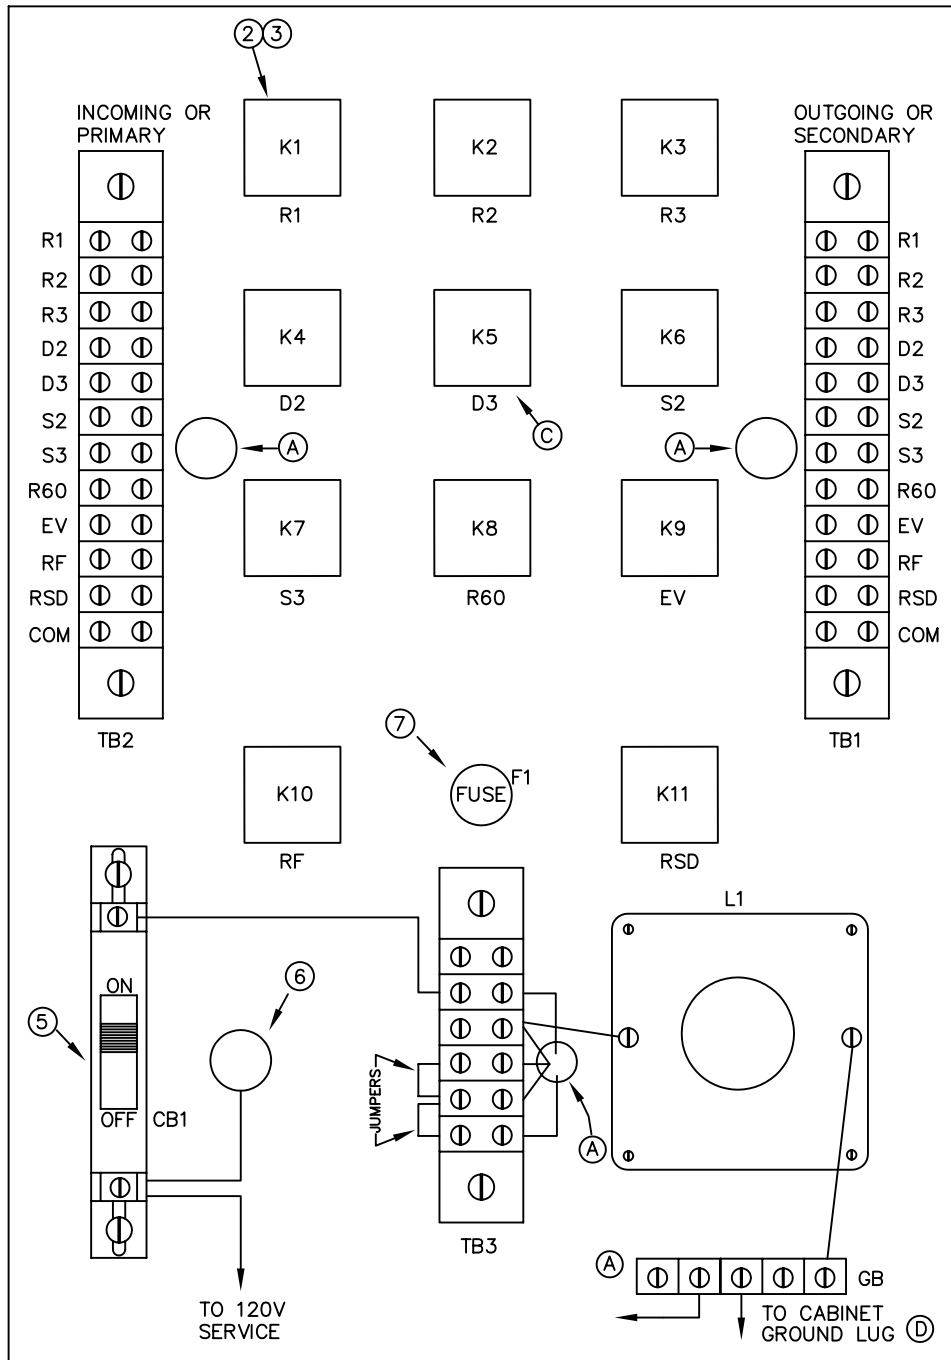 2 3
INCOMING OR
PRIMARY
OUTGOING OR
SECONDARY
K1
K2
K3
R1
R2
R3
R1
R2
R3
D2
D3
S2
S3
R60
EV
RF
RSD
COM
TB2
K4
K5
K6
D2
D3
S2
C
A
A
K7
K8
K9
S3
R60
EV
R1
R2
R3
D2
D3
S2
S3
R60
EV
RF
RSD
COM
TB1
7
K10
FUSE
F1
K11
RF
RSD
L1
ON
6
5
OFF
CB1
JUMPERS
A
TB3
A
GB
TO 120V
SERVICE
TO CABINET
GROUND LUG D